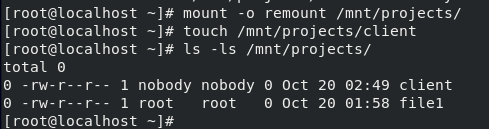 [root@localhost ~]# mount -o remount /mnt/projects/
[root@localhost ~]# touch /mnt/projects/client
[root@localhost ~]# ls -ls /mnt/projects/
total 0
0 -rw-r--r-- 1 nobody nobody 0 Oct 20 02:49 client
0 -rw-r--r-- 1 root   root   0 Oct 20 01:58 file1
[root@localhost ~]#